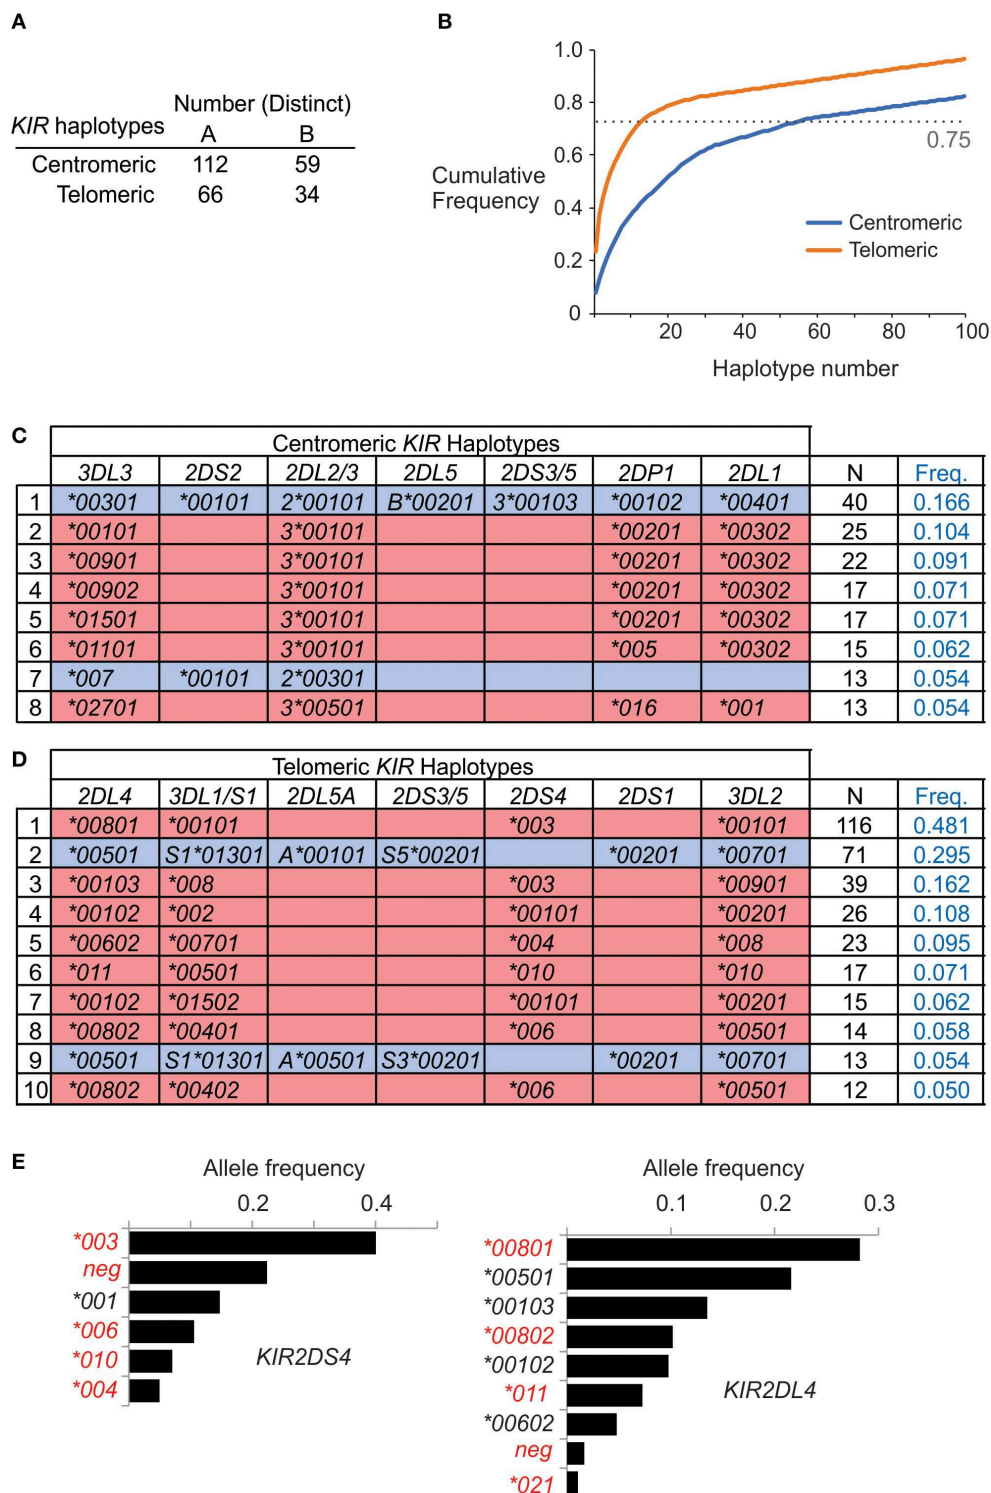 A
Number (Distinct)
KIR haplotypes A B
Centromeric 112 59
Telomeric 66 34
B
1.0
0.8
0.6
0.4
0.2
0
Cumulative
Frequency
0.75
Centromeric
Telomeric
20 40 60 80 100
Haplotype number
C
Centromeric KIR Haplotypes
3DL3 2DS2 2DL2/3 2DL5 2DS3/5 2DP1 2DL1 N Freq.
1 *00301 *00101 2*00101 B*00201 3*00103 *00102 *00401 40 0.166
2 *00101 3*00101 *00201 *00302 25 0.104
3 *00901 3*00101 *00201 *00302 22 0.091
4 *00902 3*00101 *00201 *00302 17 0.071
5 *01501 3*00101 *00201 *00302 17 0.071
6 *01101 3*00101 *005 *00302 15 0.062
7 *007 *00101 2*00301 13 0.054
8 *02701 3*00501 *016 *001 13 0.054
D
Telomeric KIR Haplotypes
2DL4 3DL1/S1 2DL5A 2DS3/5 2DS4 2DS1 3DL2 N Freq.
1 *00801 *00101 *003 *00101 116 0.481
2 *00501 S1*01301 A*00101 S5*00201 *00201 *00701 71 0.295
3 *00103 *008 *003 *00901 39 0.162
4 *00102 *002 *00101 *00201 26 0.108
5 *00602 *00701 *004 *008 23 0.095
6 *011 *00501 *010 *010 17 0.071
7 *00102 *01502 *00101 *00201 15 0.062
8 *00802 *00401 *006 *00501 14 0.058
9 *00501 S1*01301 A*00501 S3*00201 *00201 *00701 13 0.054
10 *00802 *00402 *006 *00501 12 0.050
E
Allele frequency
0.2 0.4
*003
neg
*001
*006
*010
*004
KIR2DS4
Allele frequency
0.1 0.2 0.3
*00801
*00501
*00103
*00802
*00102
*011
*00602
neg
*021
KIR2DL4